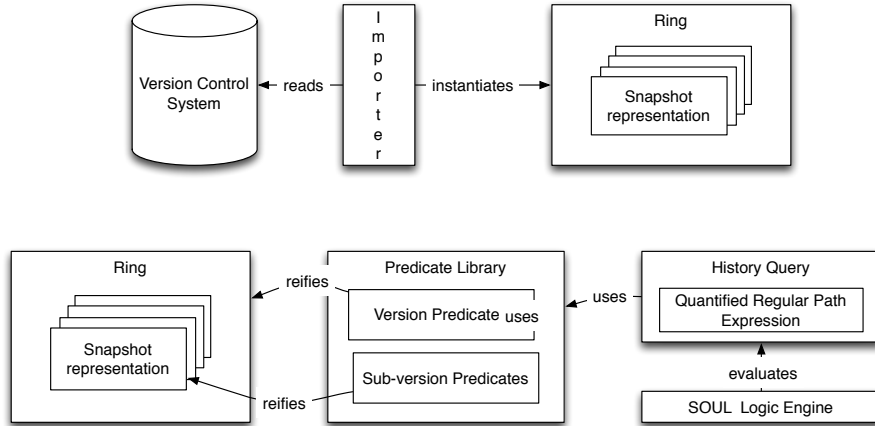 Ring
Importer
Version Control
System
reads
instantiates
Snapshot
representation
Ring
Predicate Library
History Query
reifies
uses
Quantified Regular Path
Expression
Version Predicate
uses
Snapshot
representation
Sub-version Predicates
evaluates
reifies
SOUL Logic Engine